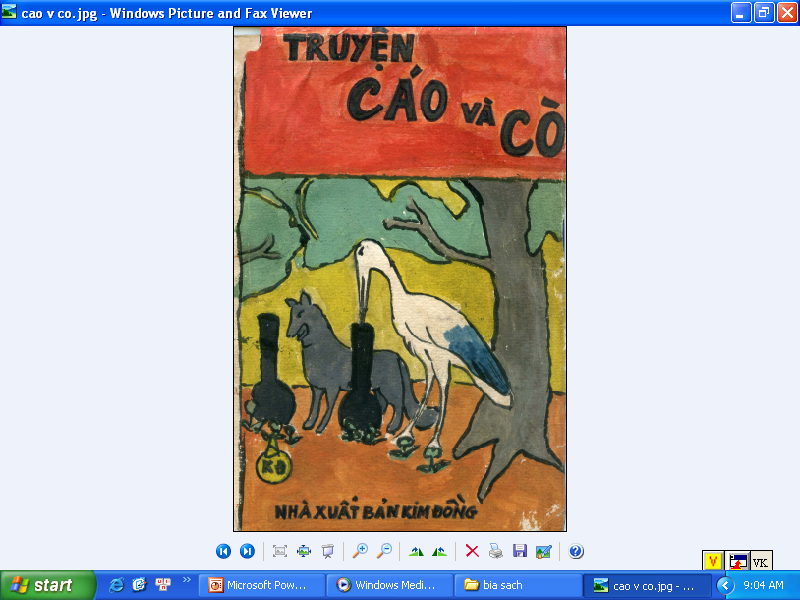 cao v co.jpg - Windows Picture and Fax Viewer
TRUYỆN
CÁO VÀ CÒ
KĐ
NHÀ XUẤT BẢN KIM ĐỒNG
V
VK
start
Microsoft Pow...
Windows Medi...
bia sach
cao v co.jpg - ...
9:04 AM